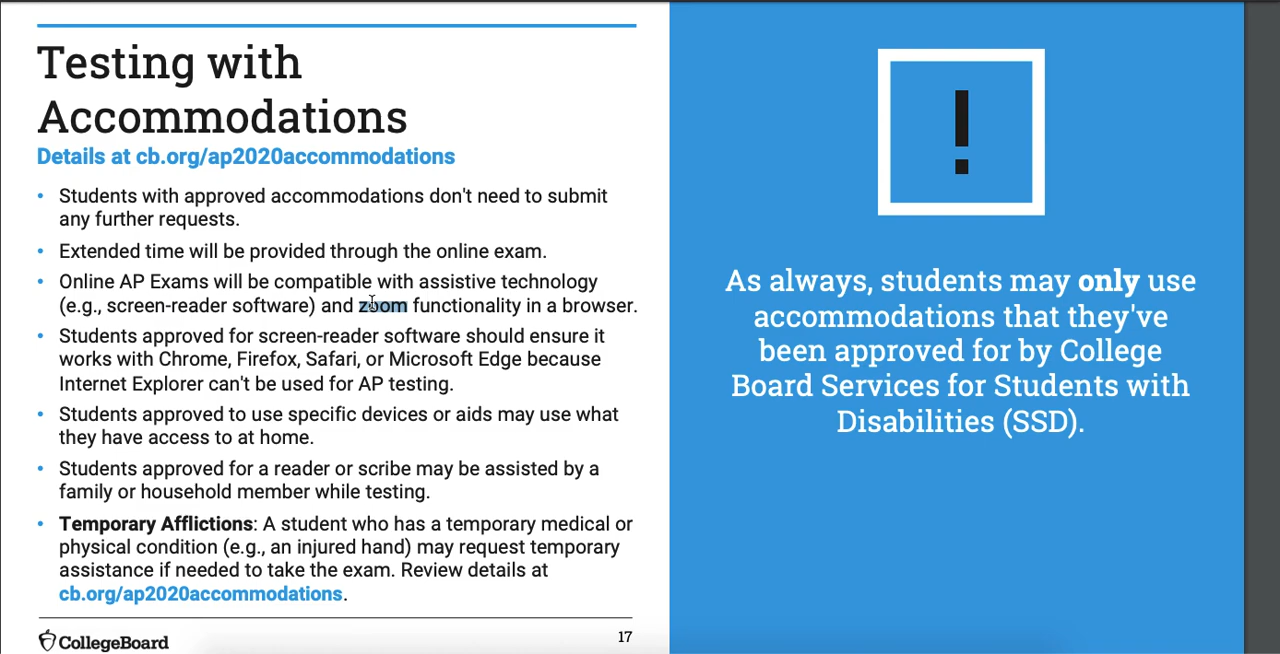 Testing with
Accommodations
Details at cb.org/ap2020accommodations
• Students with approved accommodations don't need to submit
any further requests.
• Extended time will be provided through the online exam.
• Online AP Exams will be compatible with assistive technology
(e.g., screen-reader software) and zoom functionality in a browser.
• Students approved for screen-reader software should ensure it
works with Chrome, Firefox, Safari, or Microsoft Edge because
Internet Explorer can't be used for AP testing.
• Students approved to use specific devices or aids may use what
they have access to at home.
• Students approved for a reader or scribe may be assisted by a
family or household member while testing.
• Temporary Afflictions: A student who has a temporary medical or
physical condition (e.g., an injured hand) may request temporary
assistance if needed to take the exam. Review details at
cb.org/ap2020accommodations.
CollegeBoard
17
!
As always, students may only use
accommodations that they've
been approved for by College
Board Services for Students with
Disabilities (SSD).